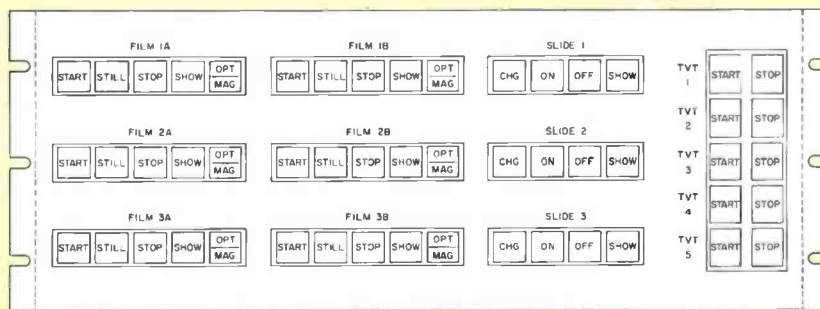 FILM 1A
START STILL STOP SHOW OPT
MAG
FILM 1B
START STILL STOP SHOW OPT
MAG
SLIDE 1
CHG ON OFF SHOW
TVT
1
START STOP
TVT
2
START STOP
FILM 2A
START STILL STOP SHOW OPT
MAG
FILM 2B
START STILL STOP SHOW OPT
MAG
SLIDE 2
CHG ON OFF SHOW
TVT
3
START STOP
TVT
4
START STOP
FILM 3A
START STILL STOP SHOW OPT
MAG
FILM 3B
START STILL STOP SHOW OPT
MAG
SLIDE 3
CHG ON OFF SHOW
TVT
5
START STOP